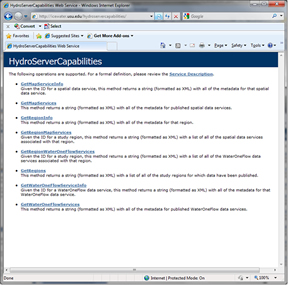 HydroServerCapabilities Web Service - Windows Internet Explorer
Google
Convert Select
Favorites Suggested Sites Get More Add-ons
HydroServerCapabilities Web Service
Page Safety Tools
HydroServerCapabilities
The following operations are supported. For a formal definition, please review the Service Description.
GetMapServiceInfo
Given the ID for a spatial data service, this method returns a string (formatted as XML) with all of the metadata for that spatial
data service.
GetMapServices
This method returns a string (formatted as XML) with all of the metadata for published spatial data services.
GetRegionInfo
This method returns a string (formatted as XML) with all of the metadata for that region.
GetRegionMapServices
Given the ID for a study region, this method returns a string (formatted as XML) with a list of all of the spatial data services
associated with that region.
GetRegionWaterOneFlowServices
Given the ID for a study region, this method returns a string (formatted as XML) with a list of all of the WaterOneFlow data
services associated with that region.
GetRegions
This method returns a string (formatted as XML) with a list of all of the study regions for which data have been published.
GetWaterOneFlowServiceInfo
Given the ID for a WaterOneFlow data service, this method returns a string (formatted as XML) with all of the metadata for that
WaterOneFlow data service.
GetWaterOneFlowServices
This method returns a string (formatted as XML) with all of the metadata for published WaterOneFlow data services.
Done Internet | Protected Mode: On 100%